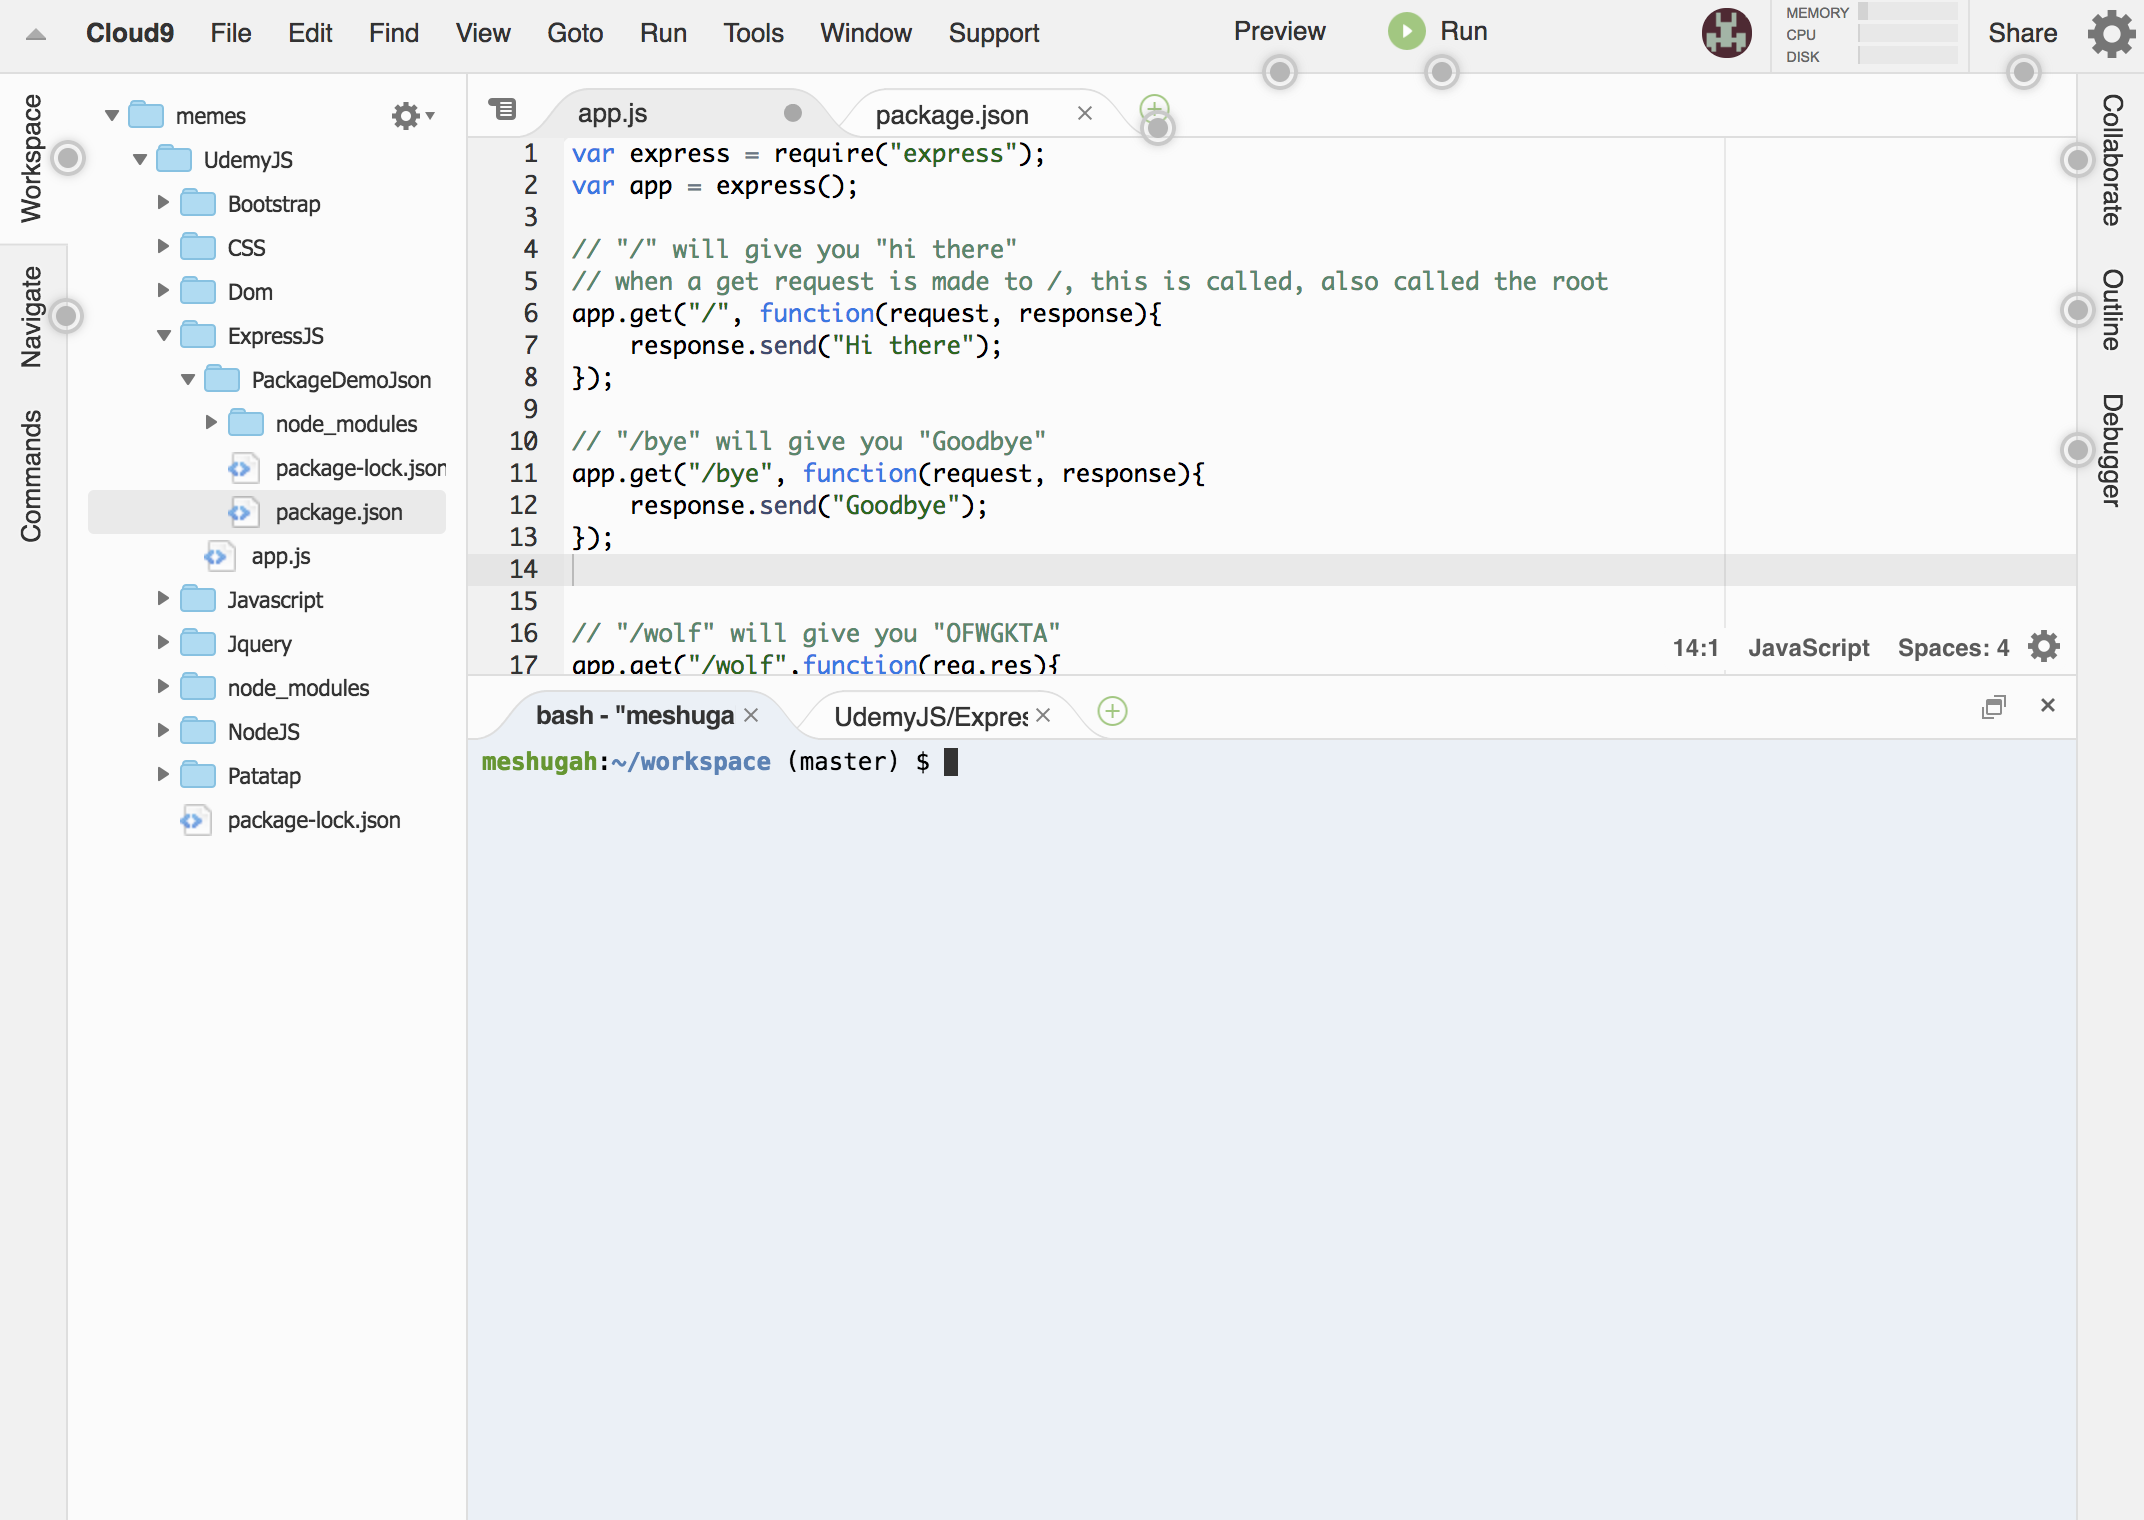 Cloud9 File Edit Find View Goto Run Tools Window Support Preview Run MEMORY CPU DISK Share
Workspace
Navigate
Commands
memes
UdemyJS
Bootstrap
CSS
Dom
ExpressJS
PackageDemoJson
node_modules
package-lock.json
package.json
app.js
Javascript
Jquery
node_modules
NodeJS
Patatap
package-lock.json
app.js package.json
1 var express = require("express");
2 var app = express();
3
4 // "/" will give you "hi there"
5 // when a get request is made to /, this is called, also called the root
6 app.get("/", function(request, response){
7     response.send("Hi there");
8 });
9
10 // "/bye" will give you "Goodbye"
11 app.get("/bye", function(request, response){
12     response.send("Goodbye");
13 });
14
15
16 // "/wolf" will give you "OFWGKTA"
17 app.get("/wolf",function(req,res){
14:1 JavaScript Spaces: 4
bash - "meshuga UdemyJS/Expres
meshugah:~/workspace (master) $
Collaborate
Outline
Debugger